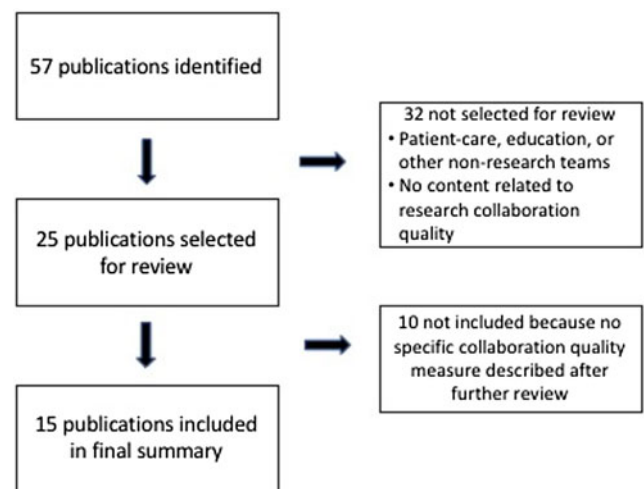 57 publications identified
32 not selected for review
• Patient-care, education, or
other non-research teams
• No content related to
research collaboration
quality
25 publications selected
for review
10 not included because no
specific collaboration quality
measure described after
further review
15 publications included
in final summary